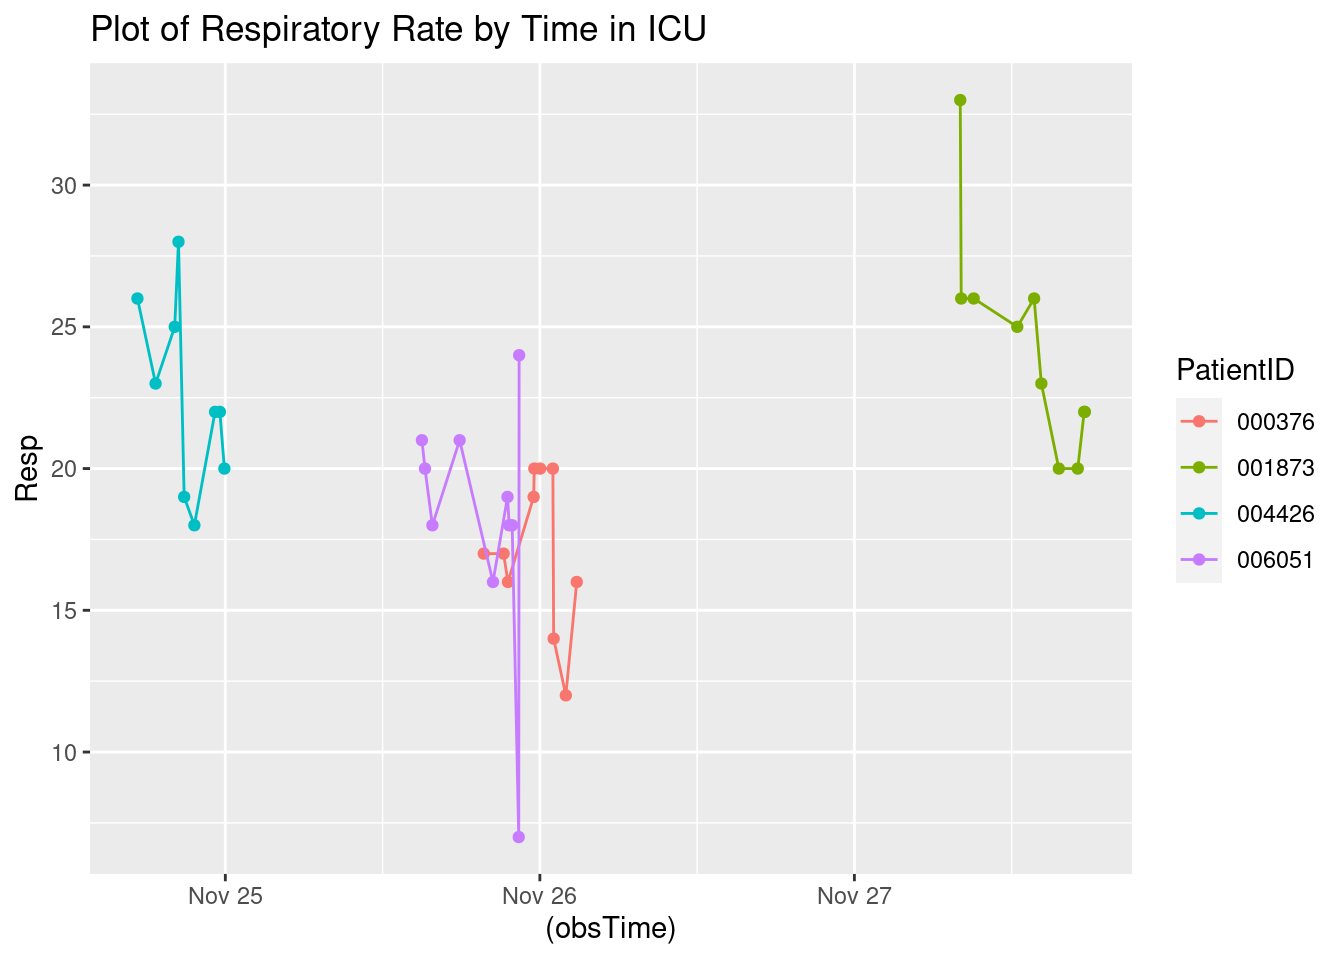 Plot of Respiratory Rate by Time in ICU
Resp
30
25
20
15
10
Nov 25 Nov 26 Nov 27
(obsTime)
PatientID
000376
001873
004426
006051